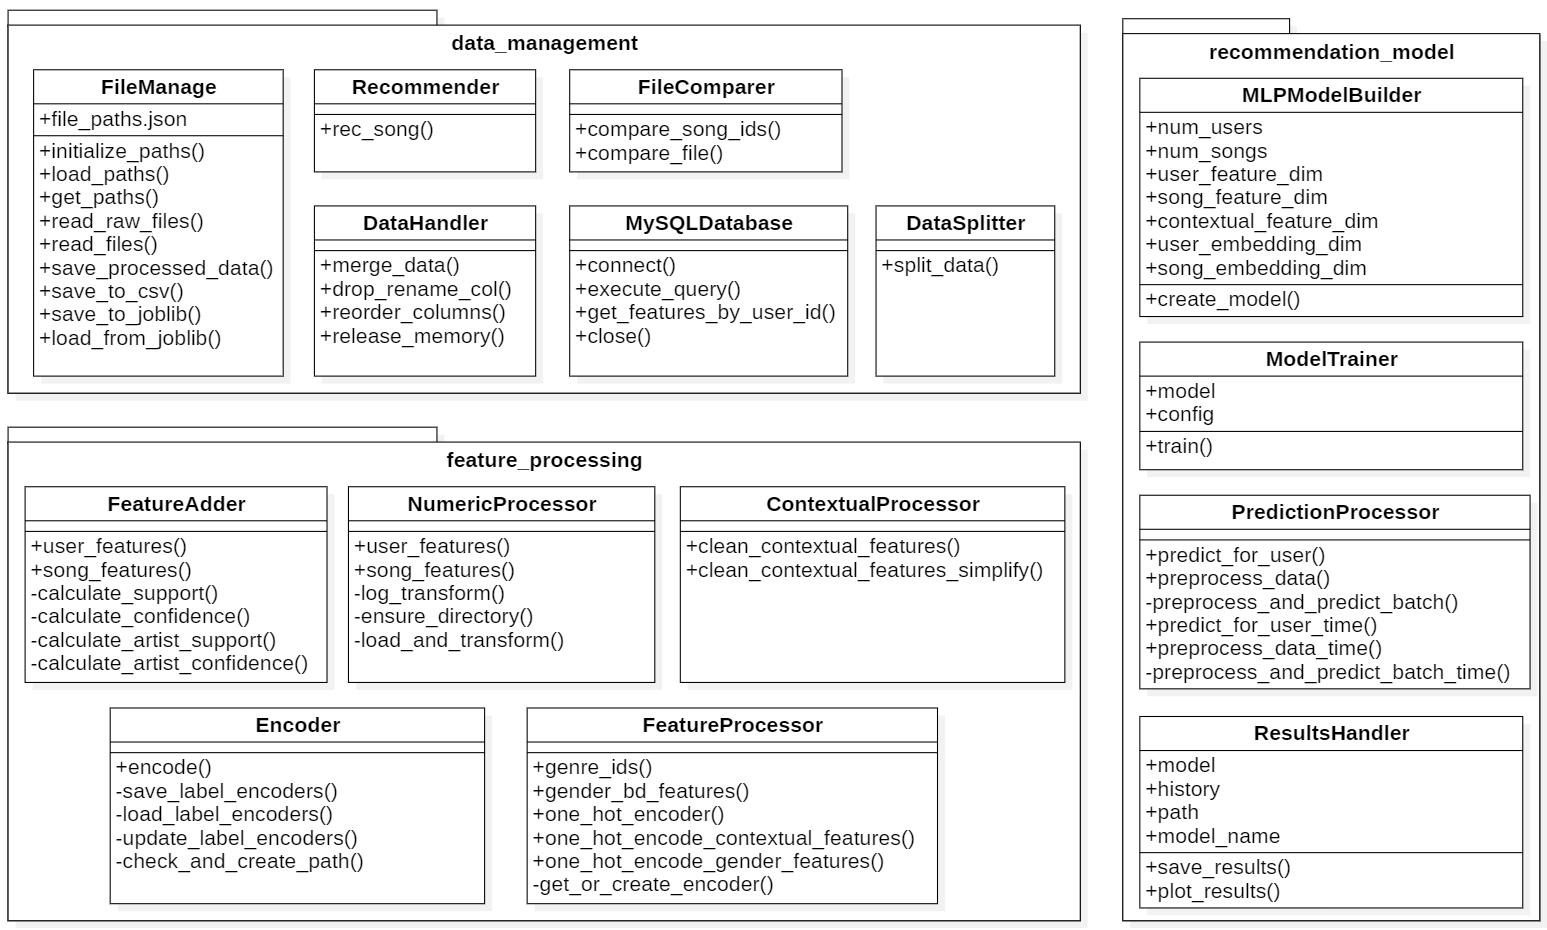 data_management
FileManage
+file_paths.json
+initialize_paths()
+load_paths()
+get_paths()
+read_raw_files()
+read_files()
+save_processed_data()
+save_to_csv()
+save_to_joblib()
+load_from_joblib()
Recommender
+rec_song()
FileComparer
+compare_song_ids()
+compare_file()
DataHandler
+merge_data()
+drop_rename_col()
+reorder_columns()
+release_memory()
MySQLDatabase
+connect()
+execute_query()
+get_features_by_user_id()
+close()
DataSplitter
+split_data()
feature_processing
FeatureAdder
+user_features()
+song_features()
-calculate_support()
-calculate_confidence()
-calculate_artist_support()
-calculate_artist_confidence()
NumericProcessor
+user_features()
+song_features()
-log_transform()
-ensure_directory()
-load_and_transform()
ContextualProcessor
+clean_contextual_features()
+clean_contextual_features_simplify()
Encoder
+encode()
-save_label_encoders()
-load_label_encoders()
-update_label_encoders()
-check_and_create_path()
FeatureProcessor
+genre_ids()
+gender_bd_features()
+one_hot_encoder()
+one_hot_encode_contextual_features()
+one_hot_encode_gender_features()
-get_or_create_encoder()
recommendation_model
MLPModelBuilder
+num_users
+num_songs
+user_feature_dim
+song_feature_dim
+contextual_feature_dim
+user_embedding_dim
+song_embedding_dim
+create_model()
ModelTrainer
+model
+config
+train()
PredictionProcessor
+predict_for_user()
+preprocess_data()
-preprocess_and_predict_batch()
+predict_for_user_time()
+preprocess_data_time()
-preprocess_and_predict_batch_time()
ResultsHandler
+model
+history
+path
+model_name
+save_results()
+plot_results()